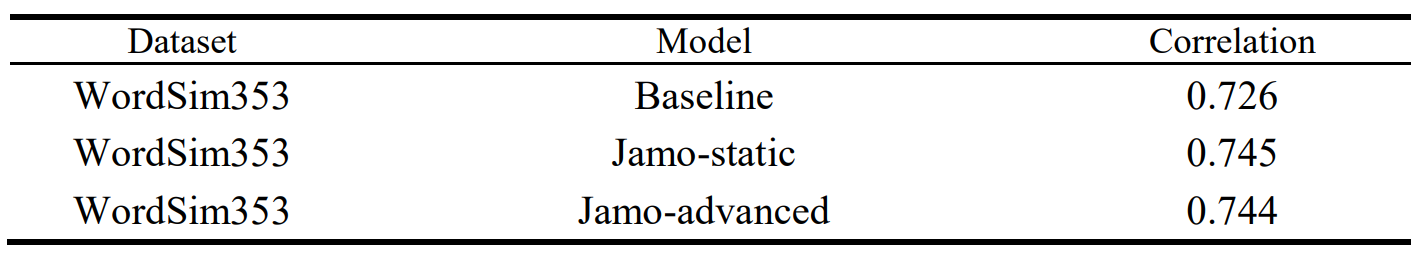 Dataset Model Correlation
WordSim353 Baseline 0.726
WordSim353 Jamo-static 0.745
WordSim353 Jamo-advanced 0.744